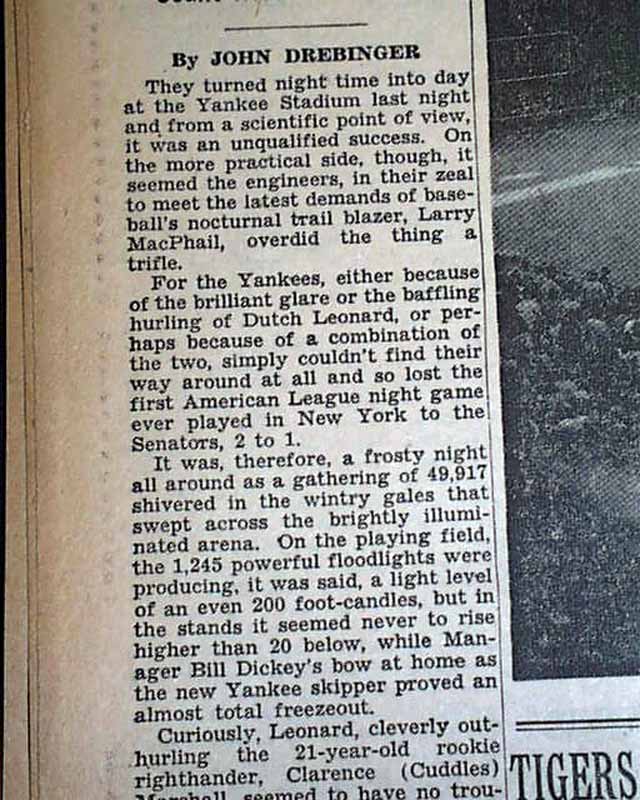 By JOHN DREBINGER
They turned night time into day
at the Yankee Stadium last night
and from a scientific point of view,
it was an unqualified success. On
the more practical side, though, it
seemed the engineers, in their zeal
to meet the latest demands of base-
ball's nocturnal trail blazer, Larry
MacPhail, overdid the thing a
trifle.
For the Yankees, either because
of the brilliant glare or the baffling
hurling of Dutch Leonard, or per-
haps because of a combination of
the two, simply couldn't find their
way around at all and so lost the
first American League night game
ever played in New York to the
Senators, 2 to 1.
It was, therefore, a frosty night
all around as a gathering of 49,917
shivered in the wintry gales that
swept across the brightly illumi-
nated arena. On the playing field,
the 1,245 powerful floodlights were
producing, it was said, a light level
of an even 200 foot-candles, but in
the stands it seemed never to rise
higher than 20 below, while Man-
ager Bill Dickey's bow at home as
the new Yankee skipper proved an
almost total freezeout.
Curiously, Leonard, cleverly out-
hurling the 21-year-old rookie
righthander, Clarence (Cuddles)
Marshall, seemed to have no trou-
TIGERS